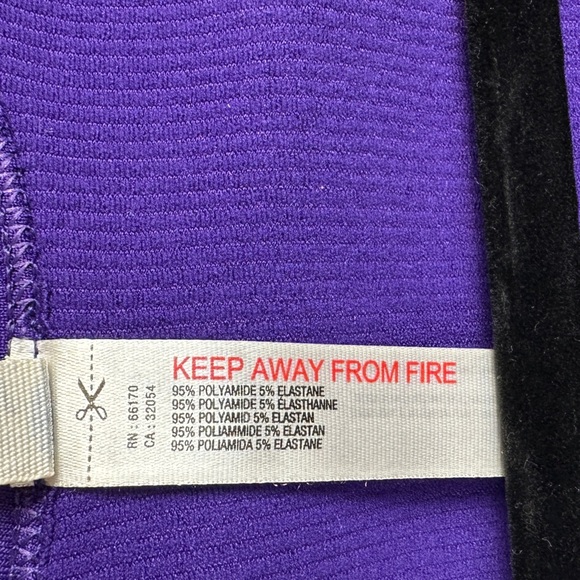 RN : 66170
CA : 32054
KEEP AWAY FROM FIRE
95% POLYAMIDE 5% ELASTANE
95% POLYAMIDE 5% ÉLASTHANNE
95% POLYAMID 5% ELASTAN
95% POLIAMMIDE 5% ELASTAN
95% POLIAMIDA 5% ELASTANE